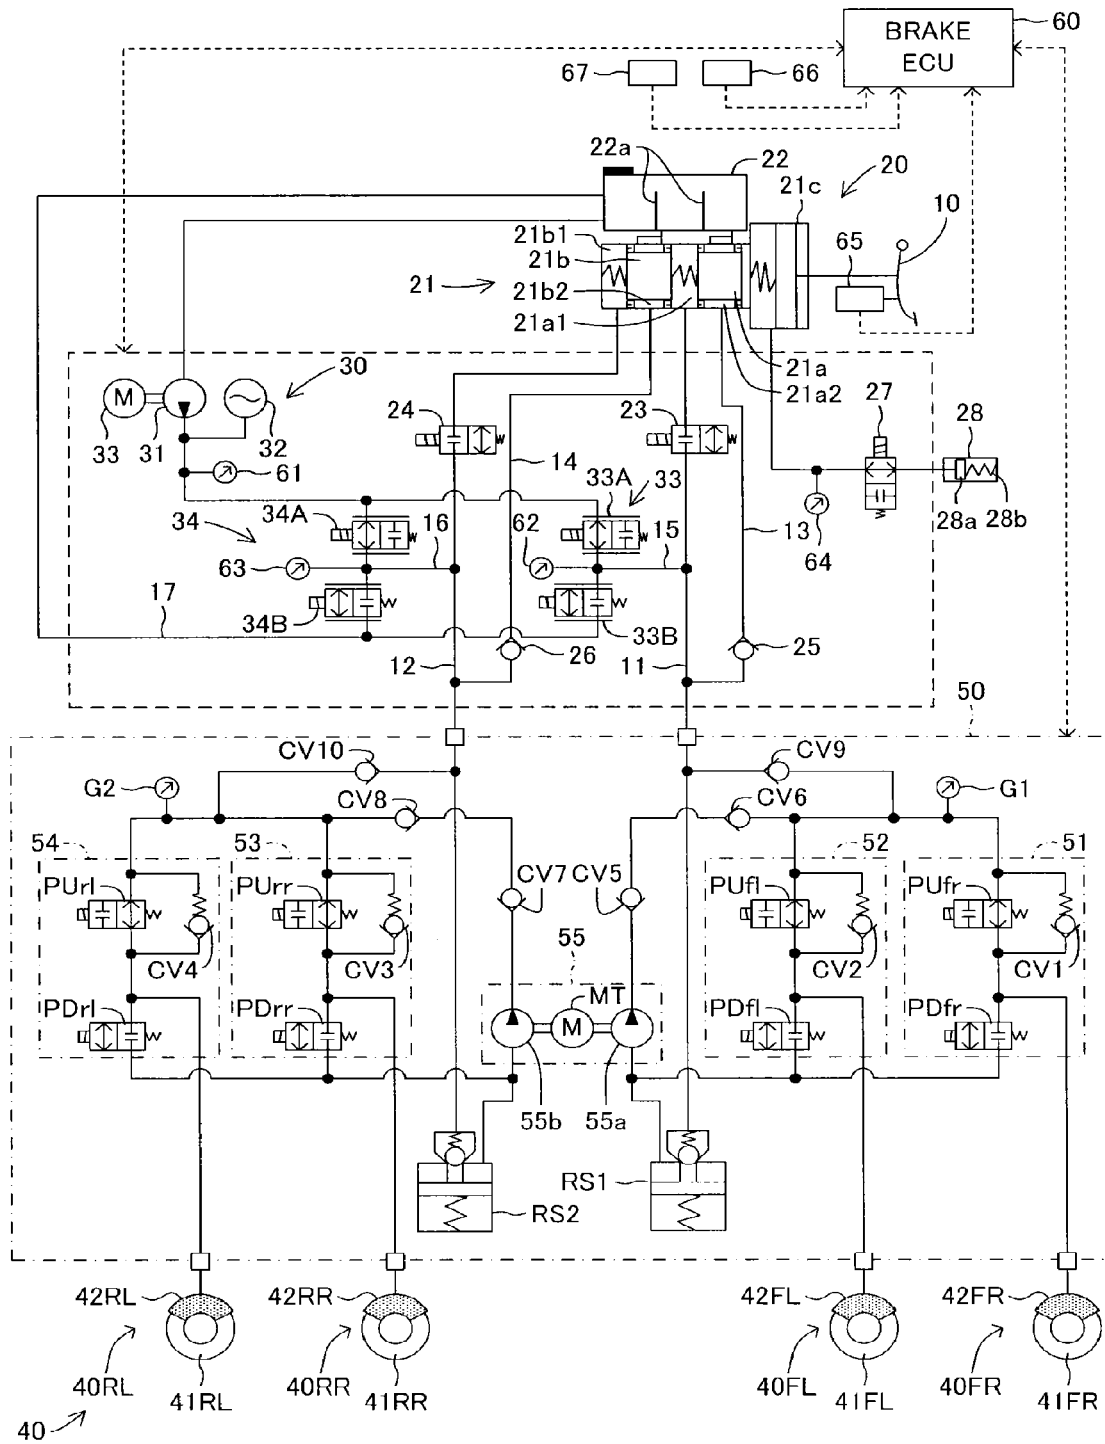 60
BRAKE
ECU
67
66
22a
22
20
21c
10
21b1
65
21b
21
21b2
21a1
21a
30
21a2
M
24
23
27
28
33
31
32
14
61
33A
33
34A
34
16
62
15
13
28a
28b
63
64
17
34B
33B
26
25
12
11
50
CV10
CV9
G2
G1
CV8
CV6
54
53
52
51
PUrl
PUrr
CV7
CV5
PUfl
PUfr
55
CV4
CV3
CV2
CV1
MT
PDrl
PDrr
M
PDfl
PDfr
55b
55a
RS1
RS2
42RL
42RR
42FL
42FR
40RL
40RR
40FL
40FR
41RL
41RR
41FL
41FR
40